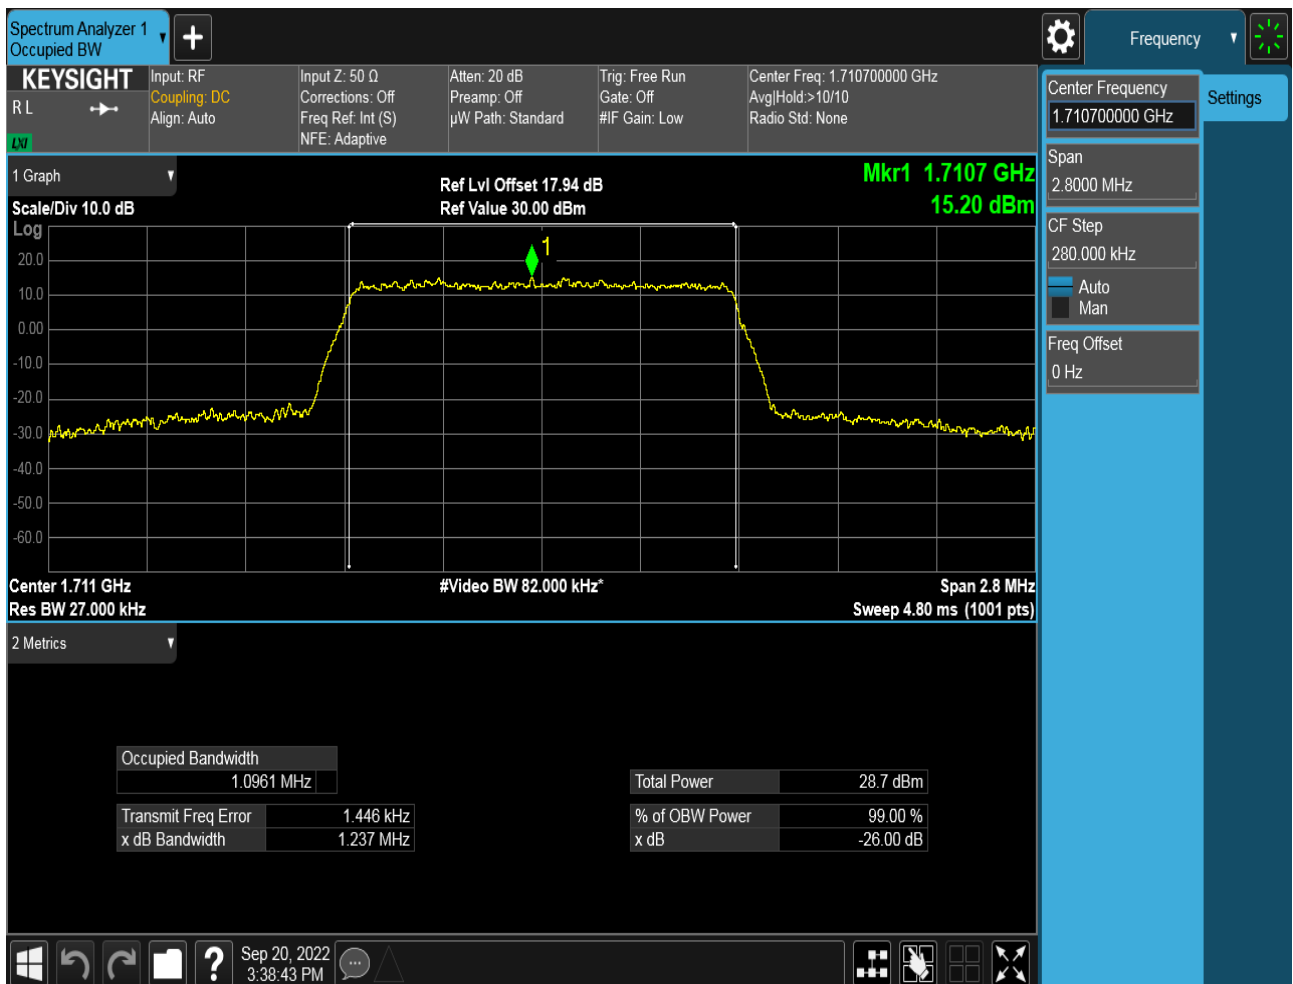 Spectrum Analyzer 1
Occupied BW
Frequency
KEYSIGHT
R L
LXI
Input: RF
Coupling: DC
Align: Auto
Input Z: 50 Ω
Corrections: Off
Freq Ref: Int (S)
NFE: Adaptive
Atten: 20 dB
Preamp: Off
µW Path: Standard
Trig: Free Run
Gate: Off
#IF Gain: Low
Center Freq: 1.710700000 GHz
Avg|Hold:>10/10
Radio Std: None
Center Frequency
1.710700000 GHz
Settings
Span
2.8000 MHz
CF Step
280.000 kHz
Auto
Man
Freq Offset
0 Hz
1 Graph
Scale/Div 10.0 dB
Ref Lvl Offset 17.94 dB
Ref Value 30.00 dBm
Mkr1 1.7107 GHz
15.20 dBm
Log
1
20.0
10.0
0.00
-10.0
-20.0
-30.0
-40.0
-50.0
-60.0
Center 1.711 GHz
#Video BW 82.000 kHz*
Span 2.8 MHz
Res BW 27.000 kHz
Sweep 4.80 ms (1001 pts)
2 Metrics
Occupied Bandwidth
1.0961 MHz
Total Power 28.7 dBm
Transmit Freq Error 1.446 kHz
% of OBW Power 99.00 %
x dB Bandwidth 1.237 MHz
x dB -26.00 dB
?
Sep 20, 2022
3:38:43 PM